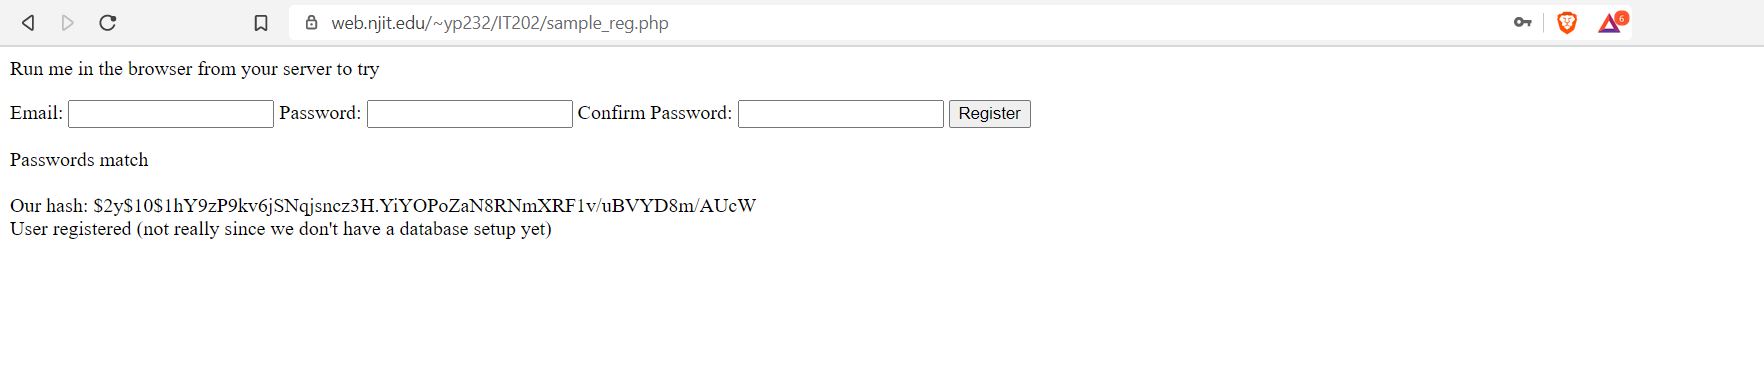 web.njit.edu/~yp232/IT202/sample_reg.php
6
Run me in the browser from your server to try
Email: Password: Confirm Password: Register
Passwords match
Our hash: $2y$10$1hY9zP9kv6jSNqjsncz3H.YiYOPoZaN8RNmXRF1v/uBVYD8m/AUcW
User registered (not really since we don't have a database setup yet)